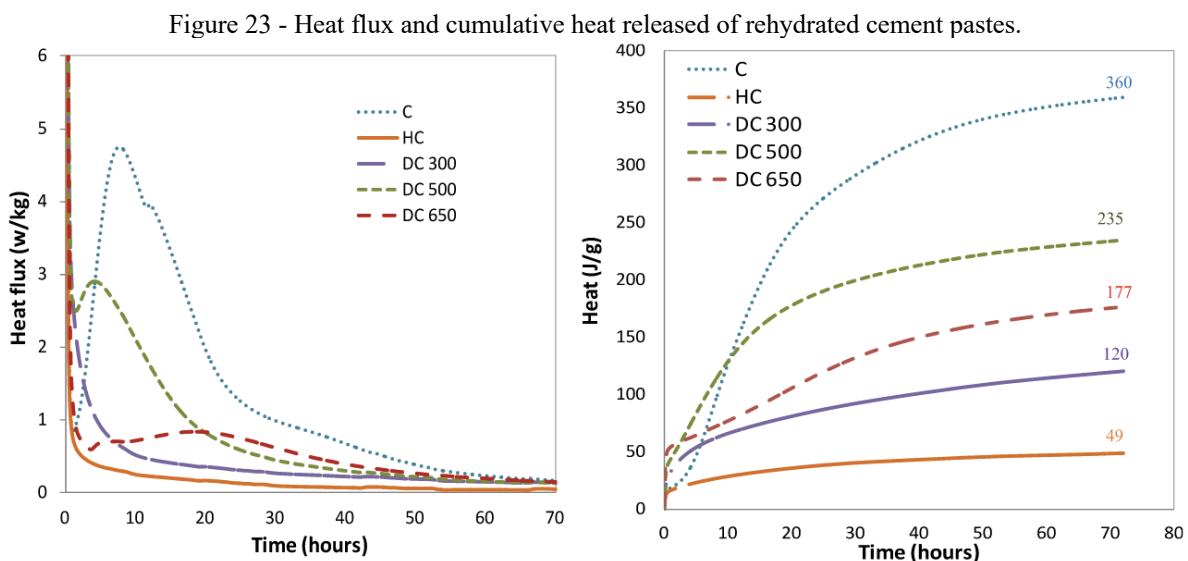 Figure 23 - Heat flux and cumulative heat released of rehydrated cement pastes.
6
5
4
3
2
1
0
Heat flux (w/kg)
C
HC
DC 300
DC 500
DC 650
0 10 20 30 40 50 60 70
Time (hours)
400
350
300
250
200
150
100
50
0
Heat (J/g)
C
HC
DC 300
DC 500
DC 650
360
235
177
120
49
0 10 20 30 40 50 60 70 80
Time (hours)